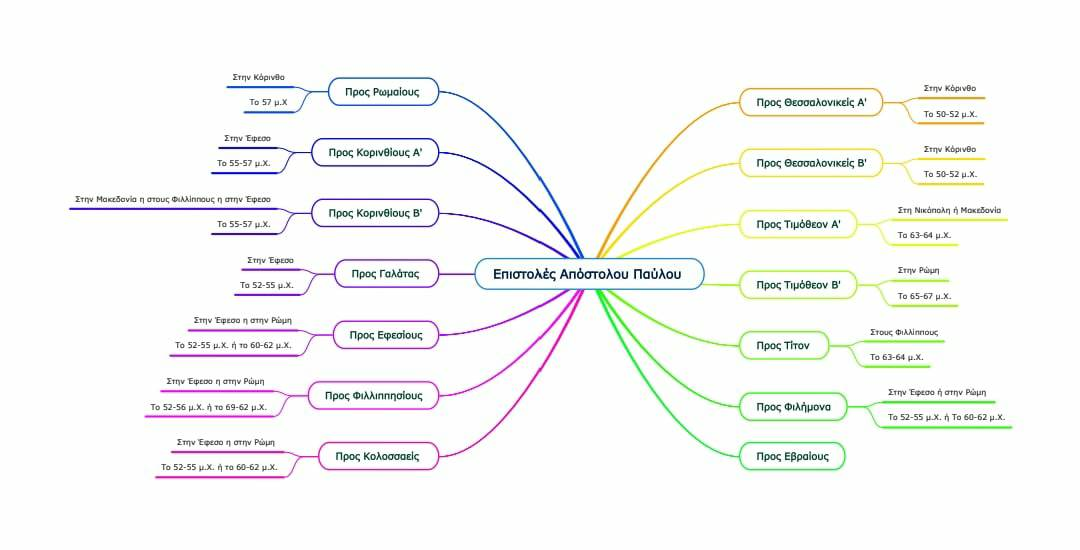 Επιστολές Απόστολου Παύλου
Προς Ρωμαίους
Στην Κόρινθο
Το 57 μ.Χ
Προς Κορινθίους Α'
Στην Έφεσο
Το 55-57 μ.Χ.
Προς Κορινθίους Β'
Στην Μακεδονία η στους Φιλλίππους η στην Έφεσο
Το 55-57 μ.Χ.
Προς Γαλάτας
Στην Έφεσο
Το 52-55 μ.Χ.
Προς Εφεσίους
Στην Έφεσο η στην Ρώμη
Το 52-55 μ.Χ. ή το 60-62 μ.Χ.
Προς Φιλλιππησίους
Στην Έφεσο η στην Ρώμη
Το 52-56 μ.Χ. ή το 69-62 μ.Χ.
Προς Κολοσσαείς
Στην Έφεσο η στην Ρώμη
Το 52-55 μ.Χ. ή το 60-62 μ.Χ.
Προς Θεσσαλονικείς Α'
Στην Κόρινθο
Το 50-52 μ.Χ.
Προς Θεσσαλονικείς Β'
Στην Κόρινθο
Το 50-52 μ.Χ.
Προς Τιμόθεον Α'
Στη Νικόπολη ή Μακεδονία
Το 63-64 μ.Χ.
Προς Τιμόθεον Β'
Στην Ρώμη
Το 65-67 μ.Χ.
Προς Τίτον
Στους Φιλλίππους
Το 63-64 μ.Χ.
Προς Φιλήμονα
Στην Έφεσο ή στην Ρώμη
Το 52-55 μ.Χ. ή Το 60-62 μ.Χ.
Προς Εβραίους